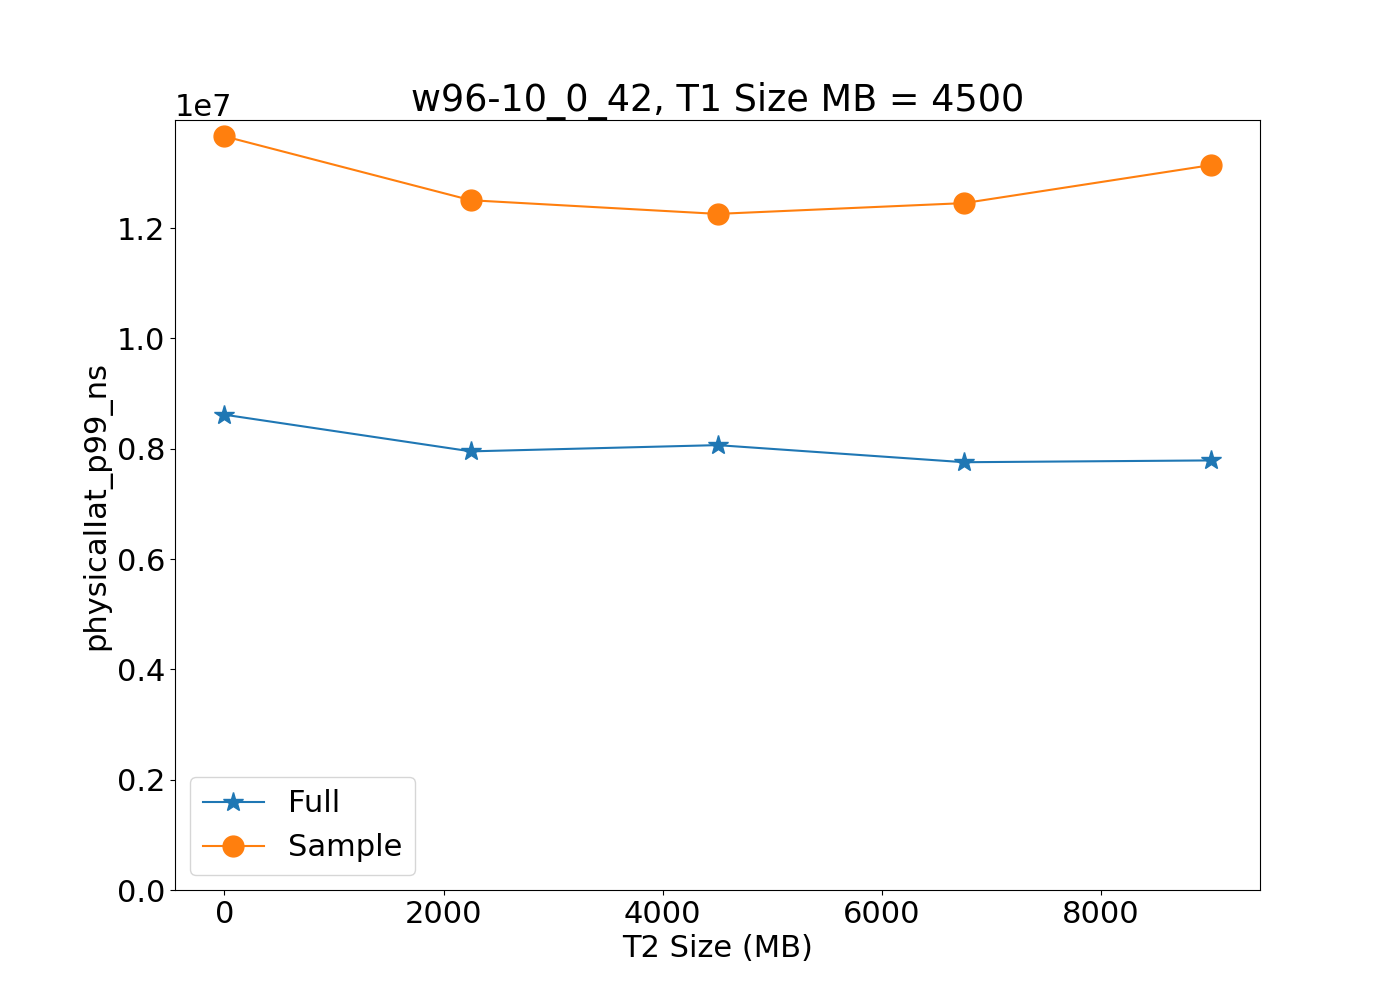 w96-10_0_42, T1 Size MB = 4500
1e7
1.2
1.0
0.8
0.6
0.4
0.2
0.0
physicallat_p99_ns
Full
Sample
0 2000 4000 6000 8000
T2 Size (MB)